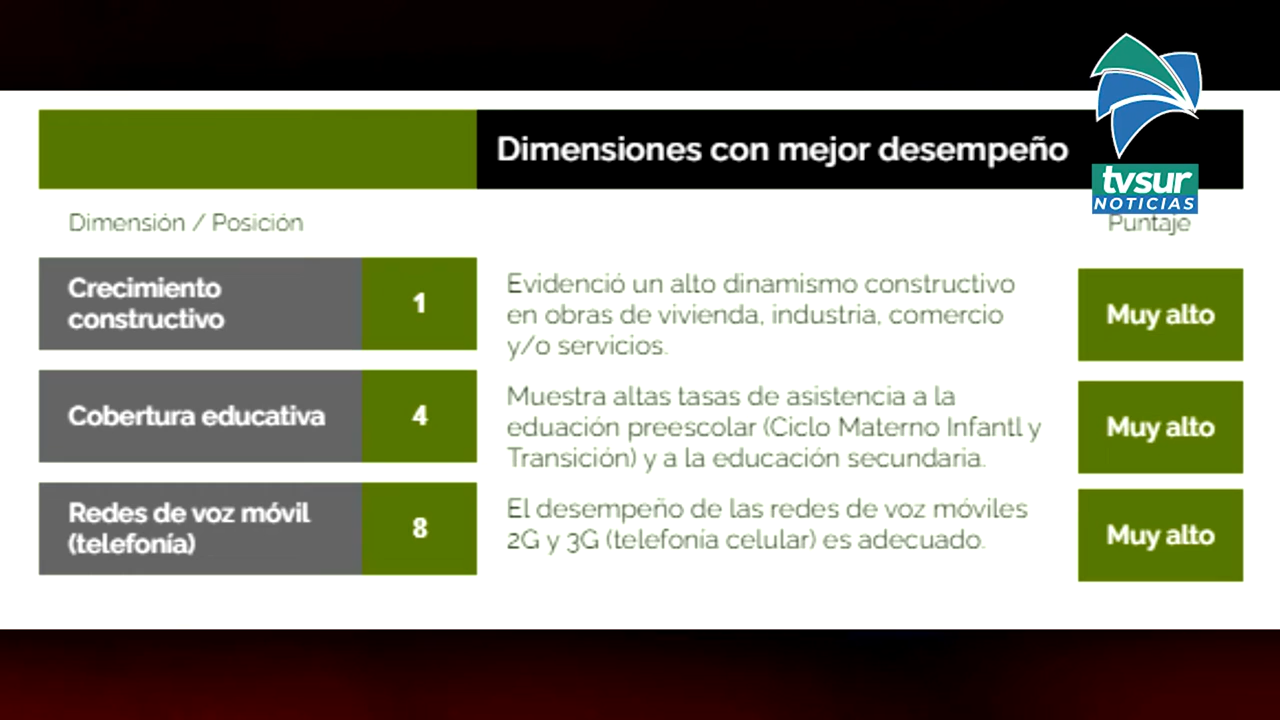 tvsur
NOTICIAS
Dimensiones con mejor desempeño
Dimensión / Posición
Puntaje
Crecimiento
constructivo
1
Evidenció un alto dinamismo constructivo
en obras de vivienda, industria, comercio
y/o servicios.
Muy alto
Cobertura educativa
4
Muestra altas tasas de asistencia a la
eduación preescolar (Ciclo Materno Infantl y
Transición) y a la educación secundaria.
Muy alto
Redes de voz móvil
(telefonía)
8
El desempeño de las redes de voz móviles
2G y 3G (telefonía celular) es adecuado.
Muy alto